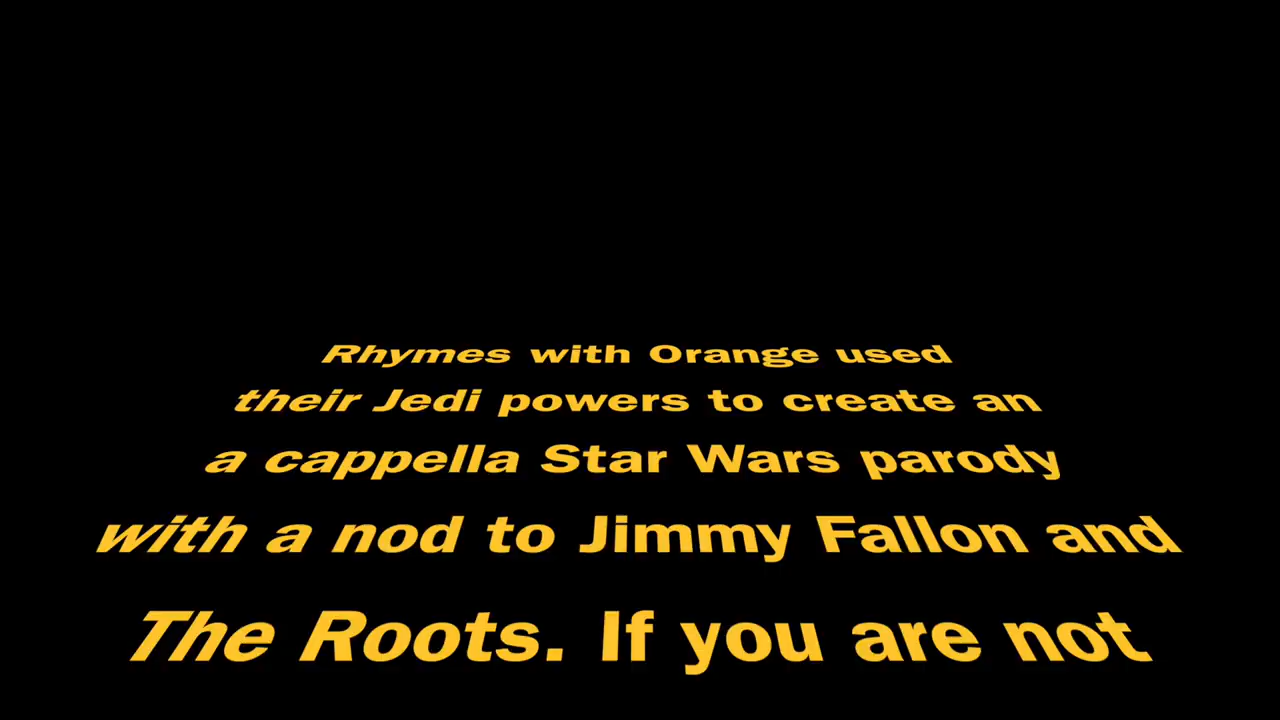 Rhymes with Orange used
their Jedi powers to create an
a cappella Star Wars parody
with a nod to Jimmy Fallon and
The Roots. If you are not